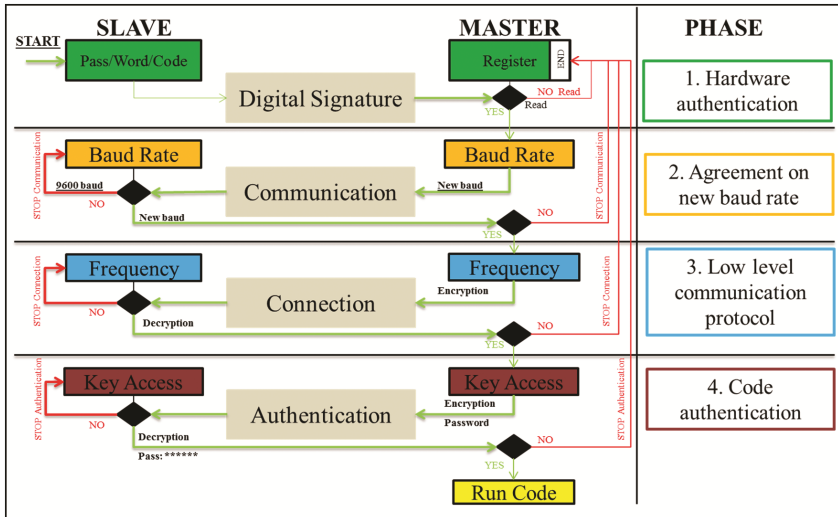 SLAVE
MASTER
PHASE
START
Pass/Word/Code
Register
END
Digital Signature
NO Read
Read
YES
1. Hardware
authentication
Baud Rate
Baud Rate
STOP Communication
9600 baud
NO
Communication
New baud
New baud
NO
YES
STOP Communication
2. Agreement on
new baud rate
Frequency
Frequency
STOP Connection
NO
Connection
Encryption
Decryption
NO
YES
STOP Connection
3. Low level
communication
protocol
Key Access
Key Access
STOP Authentication
NO
Authentication
Encryption
Password
Decryption
Pass: ******
NO
YES
STOP Authentication
4. Code
authentication
Run Code